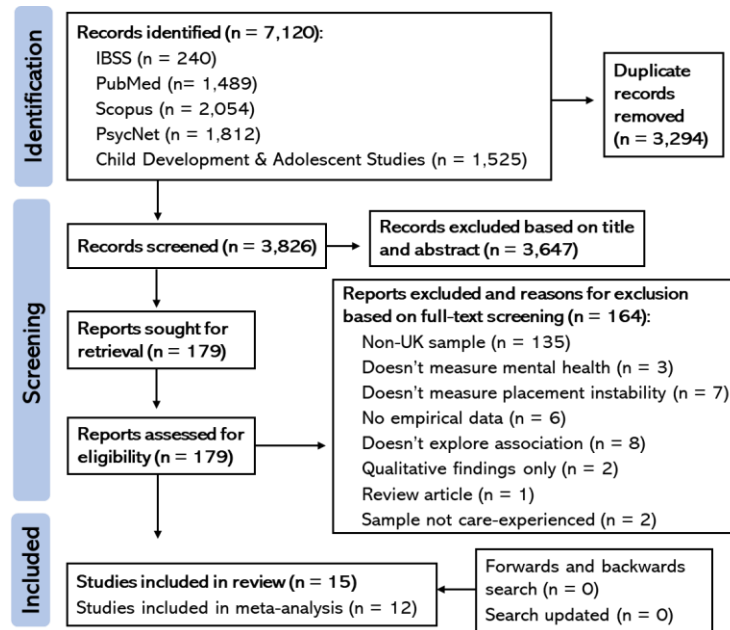 Identification
Records identified (n = 7,120):
IBSS (n = 240)
PubMed (n= 1,489)
Scopus (n = 2,054)
PsycNet (n = 1,812)
Child Development & Adolescent Studies (n = 1,525)
Duplicate
records
removed
(n = 3,294)
Screening
Records screened (n = 3,826)
Records excluded based on title
and abstract (n = 3,647)
Reports sought for
retrieval (n = 179)
Reports excluded and reasons for exclusion
based on full-text screening (n = 164):
Non-UK sample (n = 135)
Doesn't measure mental health (n = 3)
Doesn't measure placement instability (n = 7)
No empirical data (n = 6)
Doesn't explore association (n = 8)
Qualitative findings only (n = 2)
Review article (n = 1)
Sample not care-experienced (n = 2)
Reports assessed for
eligibility (n = 179)
Included
Studies included in review (n = 15)
Studies included in meta-analysis (n = 12)
Forwards and backwards
search (n = 0)
Search updated (n = 0)